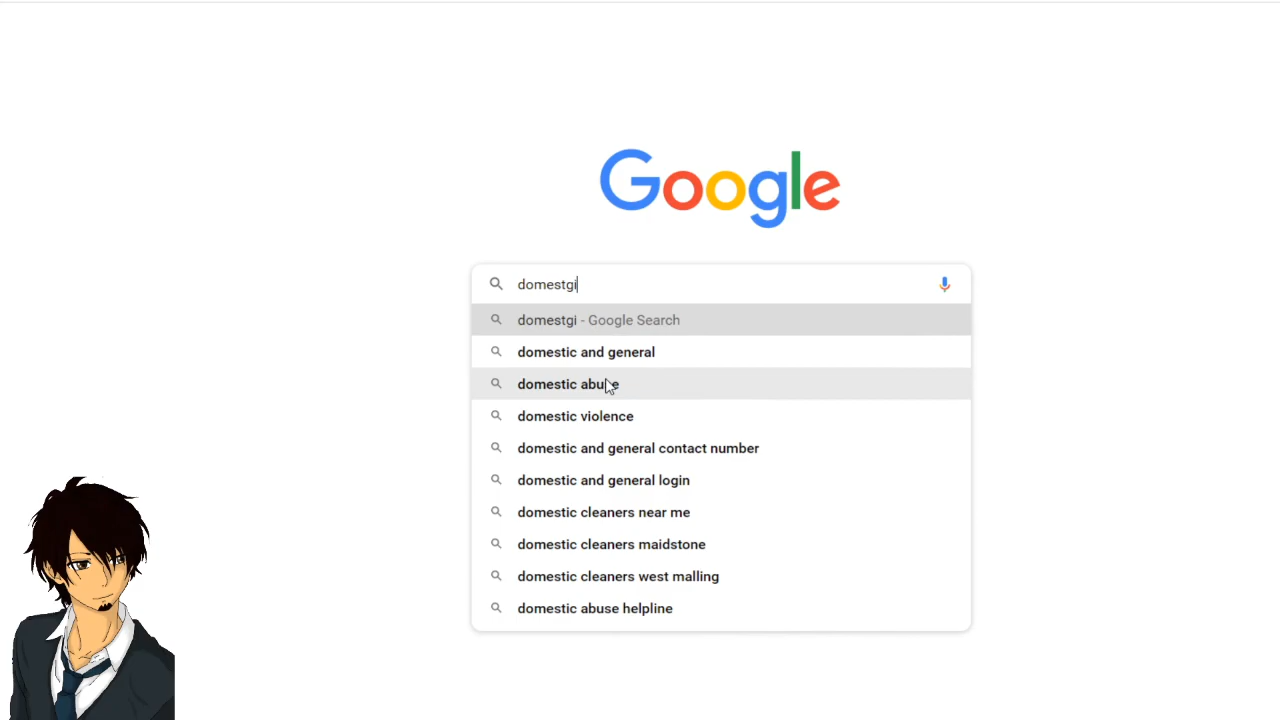 Google
domestgi
domestgi - Google Search
domestic and general
domestic abuse
domestic violence
domestic and general contact number
domestic and general login
domestic cleaners near me
domestic cleaners maidstone
domestic cleaners west malling
domestic abuse helpline